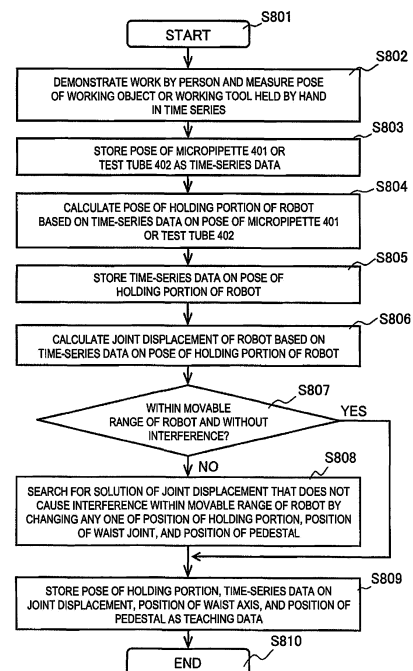 S801
START
S802
DEMONSTRATE WORK BY PERSON AND MEASURE POSE
OF WORKING OBJECT OR WORKING TOOL HELD BY HAND
IN TIME SERIES
S803
STORE POSE OF MICROPIPETTE 401 OR
TEST TUBE 402 AS TIME-SERIES DATA
S804
CALCULATE POSE OF HOLDING PORTION OF ROBOT
BASED ON TIME-SERIES DATA ON POSE OF MICROPIPETTE 401
OR TEST TUBE 402
S805
STORE TIME-SERIES DATA ON POSE OF
HOLDING PORTION OF ROBOT
S806
CALCULATE JOINT DISPLACEMENT OF ROBOT BASED ON
TIME-SERIES DATA ON POSE OF HOLDING PORTION OF ROBOT
S807
WITHIN MOVABLE
RANGE OF ROBOT AND WITHOUT
INTERFERENCE?
YES
NO
S808
SEARCH FOR SOLUTION OF JOINT DISPLACEMENT THAT DOES NOT
CAUSE INTERFERENCE WITHIN MOVABLE RANGE OF ROBOT BY
CHANGING ANY ONE OF POSITION OF HOLDING PORTION, POSITION
OF WAIST JOINT, AND POSITION OF PEDESTAL
S809
STORE POSE OF HOLDING PORTION, TIME-SERIES DATA ON
JOINT DISPLACEMENT, POSITION OF WAIST AXIS, AND POSITION OF
PEDESTAL AS TEACHING DATA
S810
END